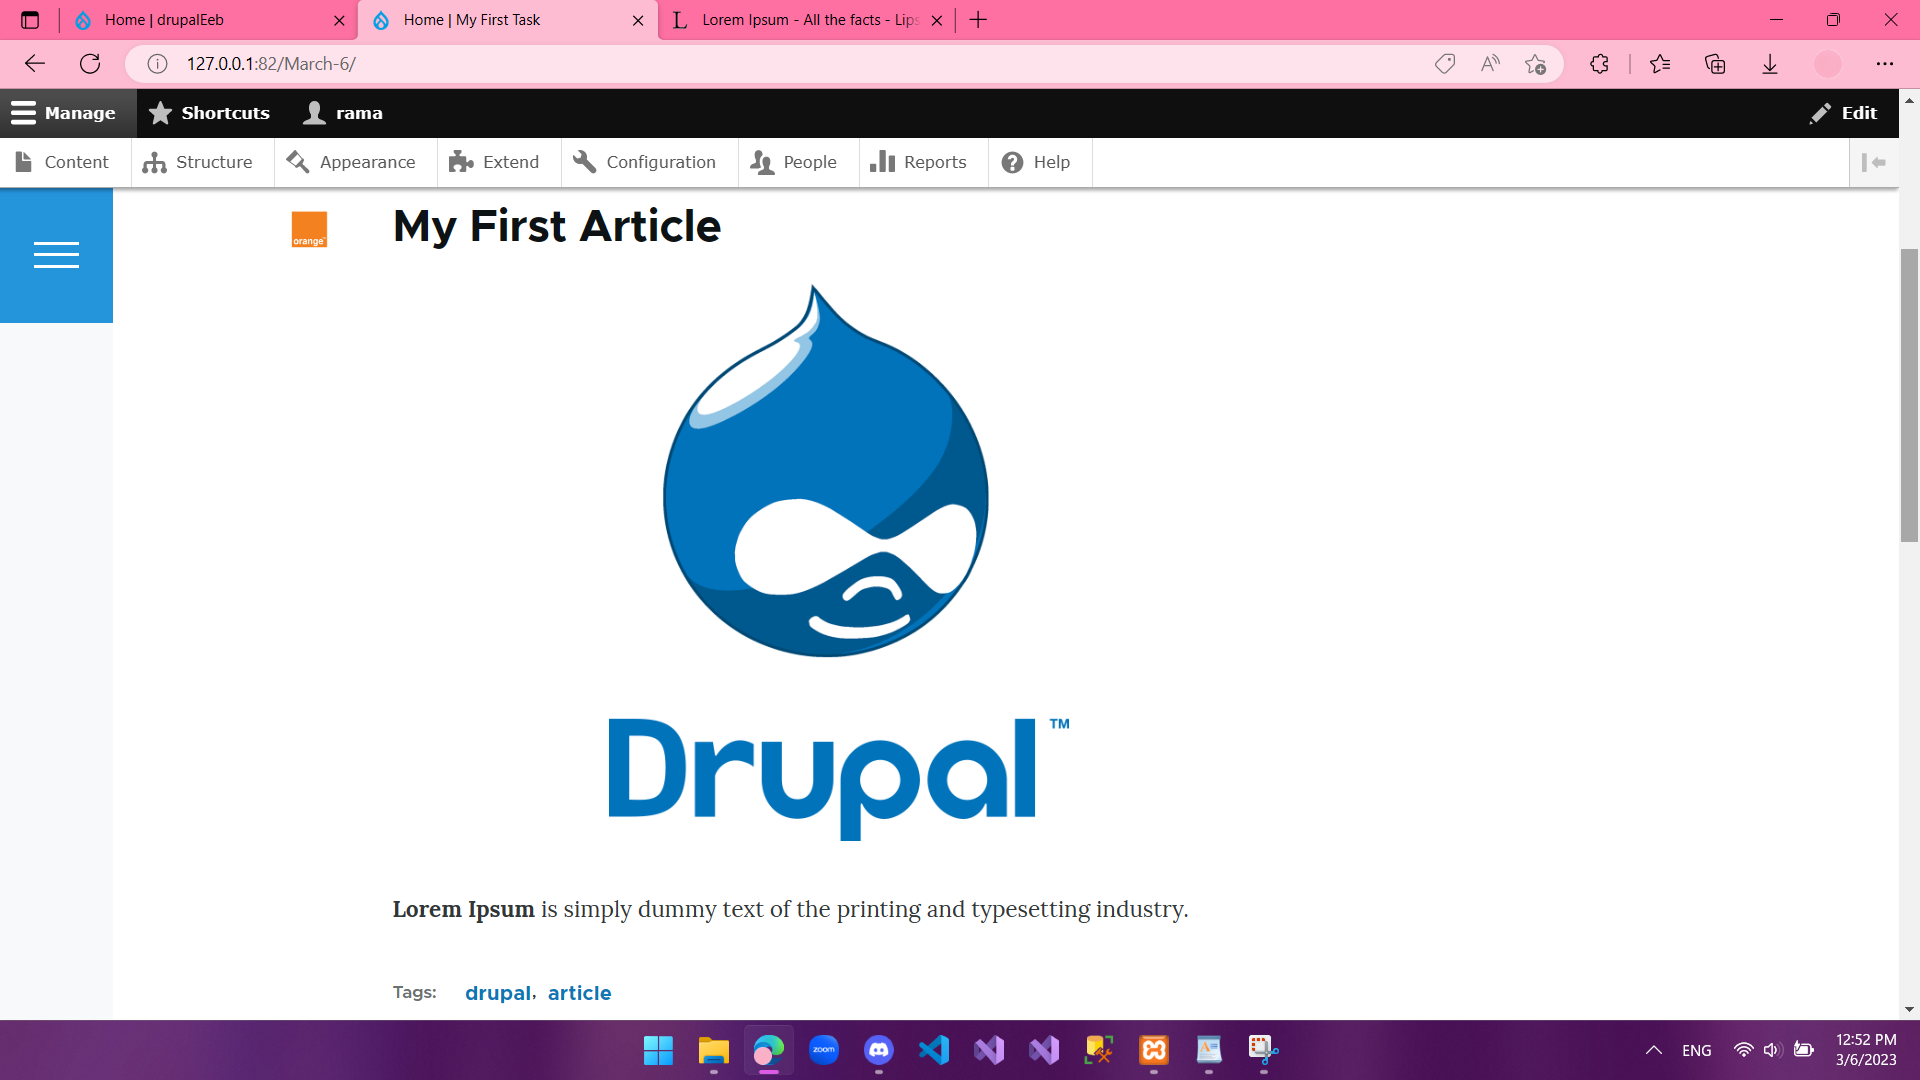 Home | drupalEeb
Home | My First Task
Lorem Ipsum - All the facts - Lips
127.0.0.1:82/March-6/
Manage
Shortcuts
rama
Edit
Content
Structure
Appearance
Extend
Configuration
People
Reports
Help
orange™
My First Article
Drupal™
Lorem Ipsum is simply dummy text of the printing and typesetting industry.
Tags: drupal, article
zoom
ENG
12:52 PM
3/6/2023